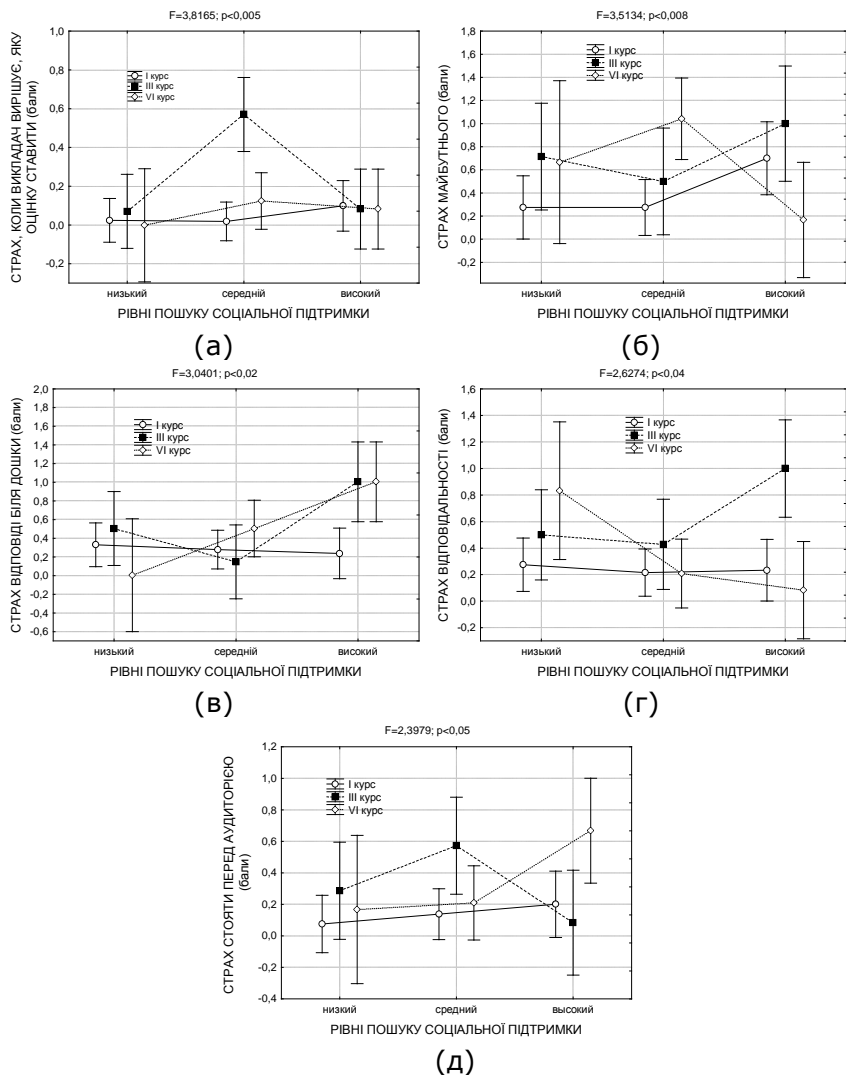 F=3,8165; p<0,005
СТРАХ, КОЛИ ВИКЛАДАЧ ВИРІШУЄ, ЯКУ
ОЦІНКУ СТАВИТИ (бали)
1,0
0,8
0,6
0,4
0,2
0,0
-0,2
I курс
III курс
VI курс
низький середній високий
РІВНІ ПОШУКУ СОЦІАЛЬНОЇ ПІДТРИМКИ
(а)
F=3,5134; p<0,008
СТРАХ МАЙБУТНЬОГО (бали)
1,8
1,6
1,4
1,2
1,0
0,8
0,6
0,4
0,2
0,0
-0,2
I курс
III курс
VI курс
низький середній високий
РІВНІ ПОШУКУ СОЦІАЛЬНОЇ ПІДТРИМКИ
(б)
F=3,0401; p<0,02
СТРАХ ВІДПОВІДІ БІЛЯ ДОШКИ (бали)
2,0
1,8
1,6
1,4
1,2
1,0
0,8
0,6
0,4
0,2
0,0
-0,2
-0,4
-0,6
I курс
III курс
VI курс
низький середній високий
РІВНІ ПОШУКУ СОЦІАЛЬНОЇ ПІДТРИМКИ
(в)
F=2,6274; p<0,04
СТРАХ ВІДПОВІДАЛЬНОСТІ (бали)
1,6
1,4
1,2
1,0
0,8
0,6
0,4
0,2
0,0
-0,2
I курс
III курс
VI курс
низький середній високий
РІВНІ ПОШУКУ СОЦІАЛЬНОЇ ПІДТРИМКИ
(г)
F=2,3979; p<0,05
СТРАХ СТОЯТИ ПЕРЕД АУДИТОРІЄЮ
(бали)
1,2
1,0
0,8
0,6
0,4
0,2
0,0
-0,2
-0,4
I курс
III курс
VI курс
низкий средний высокий
РІВНІ ПОШУКУ СОЦІАЛЬНОЇ ПІДТРИМКИ
(д)